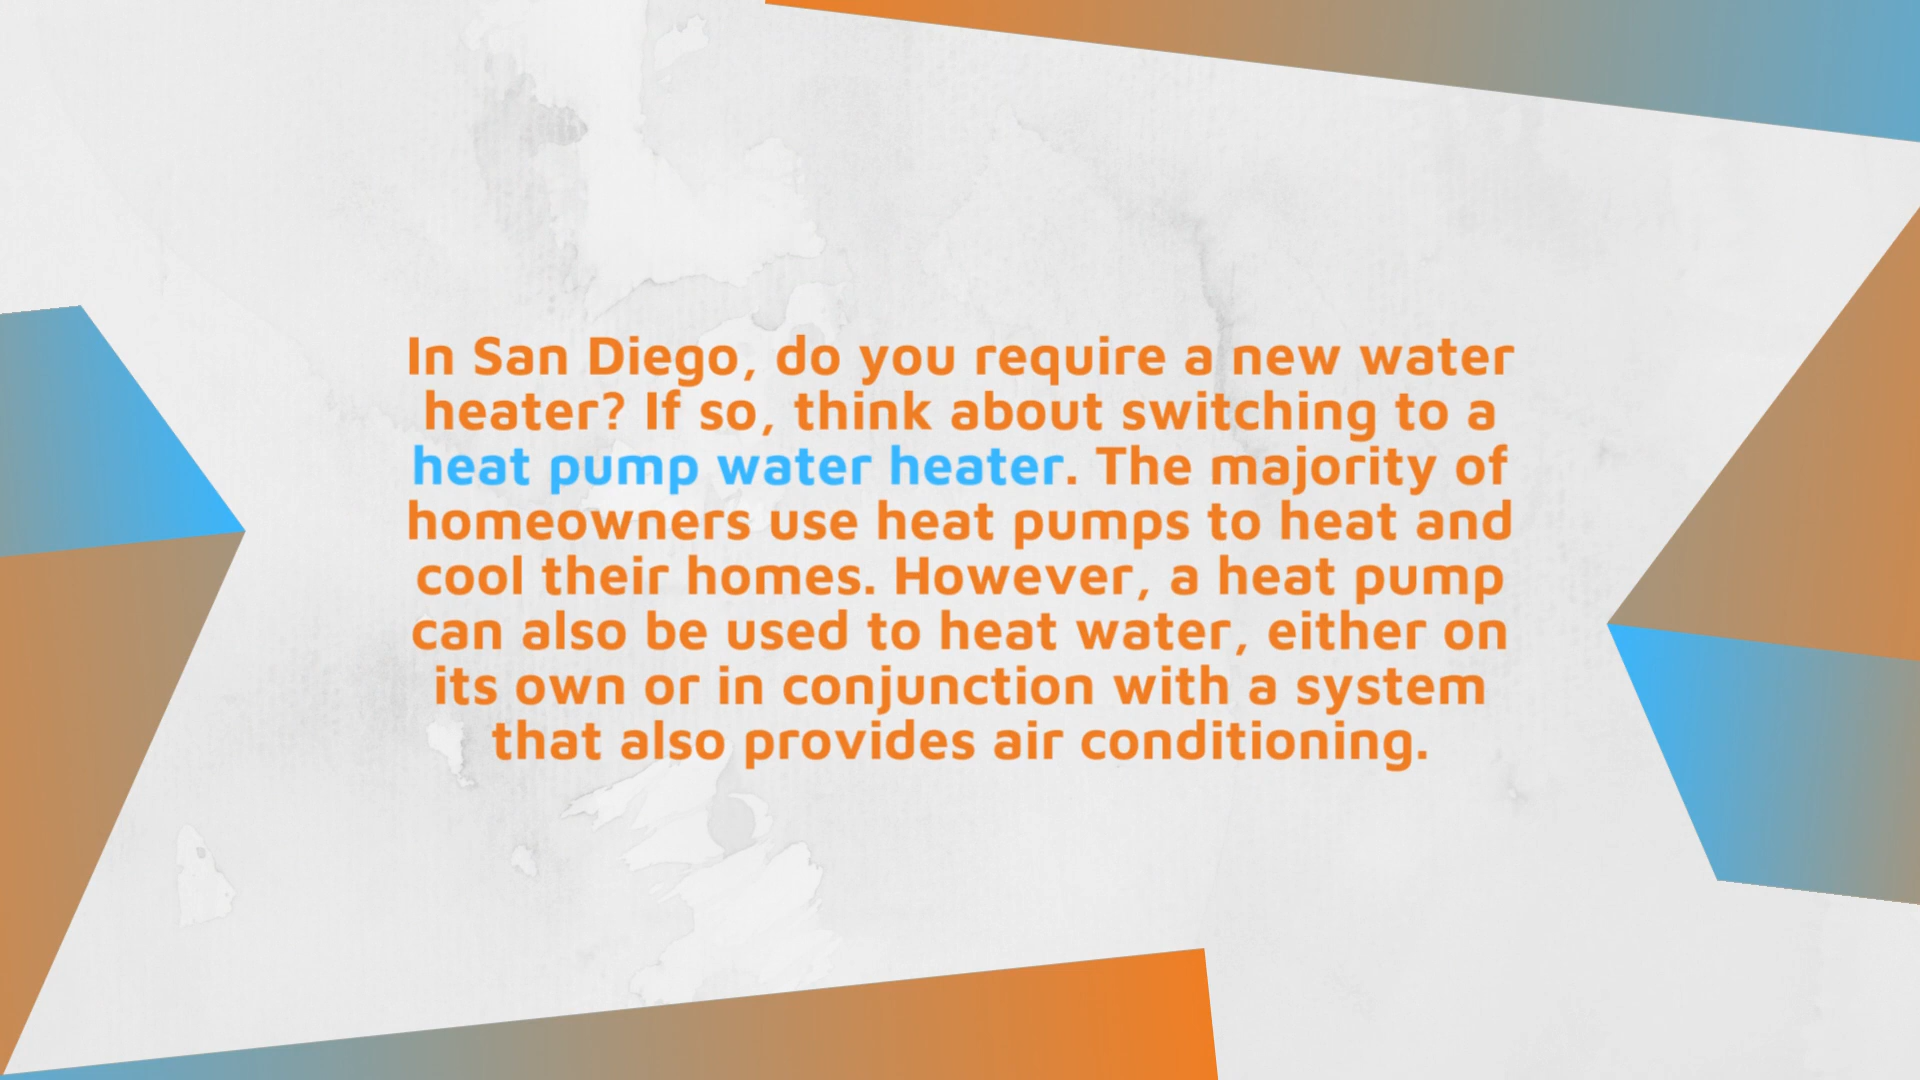 In San Diego, do you require a new water
heater? If so, think about switching to a
heat pump water heater. The majority of
homeowners use heat pumps to heat and
cool their homes. However, a heat pump
can also be used to heat water, either on
its own or in conjunction with a system
that also provides air conditioning.